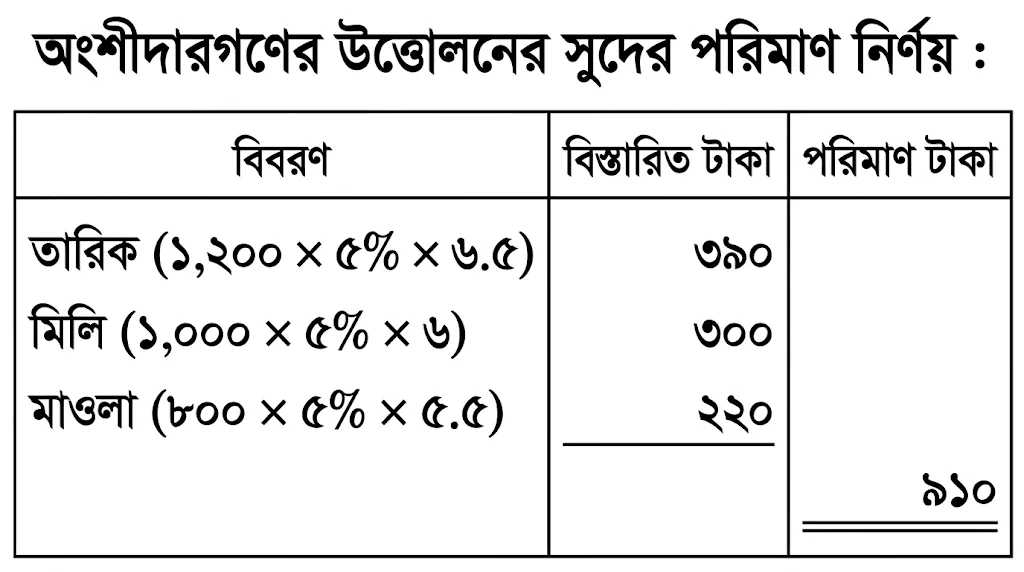 অংশীদারগণের উত্তোলনের সুদের পরিমাণ নির্ণয় :
বিবরণ বিস্তারিত টাকা পরিমাণ টাকা
তারিক (১,২০০ × ৫% × ৬.৫) ৩৯০
মিলি (১,০০০ × ৫% × ৬) ৩০০
মাওলা (৮০০ × ৫% × ৫.৫) ২২০
৯১০